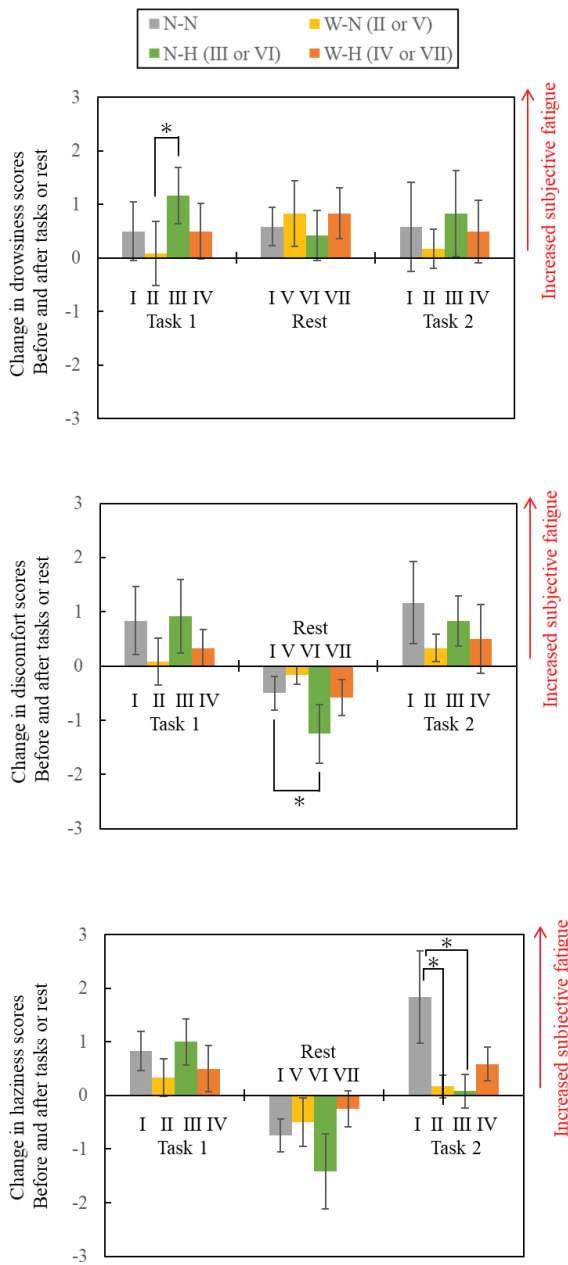 N-N W-N (II or V)
N-H (III or VI) W-H (IV or VII)
Change in drowsiness scores
Before and after tasks or rest
3
2
1
0
-1
-2
-3
*
I II III IV
Task 1
I V VI VII
Rest
I II III IV
Task 2
Increased subjective fatigue
Change in discomfort scores
Before and after tasks or rest
3
2
1
0
-1
-2
-3
I II III IV
Task 1
Rest
I V VI VII
*
I II III IV
Task 2
Increased subjective fatigue
Change in haziness scores
Before and after tasks or rest
3
2
1
0
-1
-2
-3
I II III IV
Task 1
Rest
I V VI VII
*
*
I II III IV
Task 2
Increased subjective fatigue